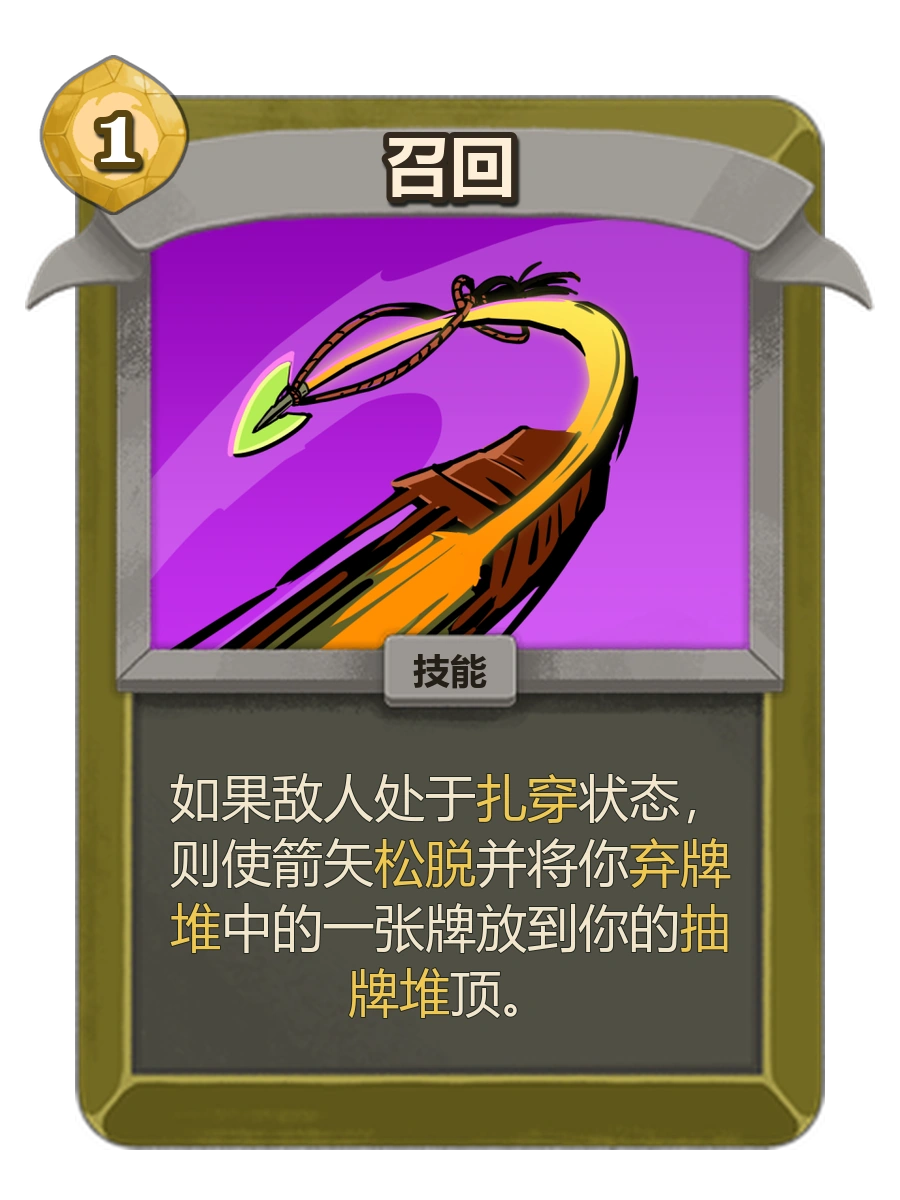 1
召回
技能
如果敌人处于扎穿状态，
则使箭矢松脱并将你弃牌
堆中的一张牌放到你的抽
牌堆顶。